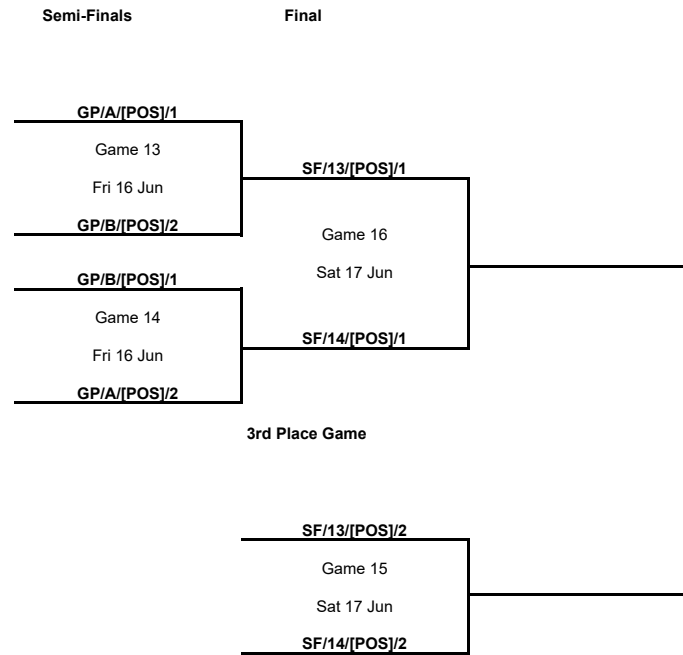 Semi-Finals Final
GP/A/[POS]/1
Game 13
Fri 16 Jun
GP/B/[POS]/2
GP/B/[POS]/1
Game 14
Fri 16 Jun
GP/A/[POS]/2
SF/13/[POS]/1
Game 16
Sat 17 Jun
SF/14/[POS]/1
3rd Place Game
SF/13/[POS]/2
Game 15
Sat 17 Jun
SF/14/[POS]/2